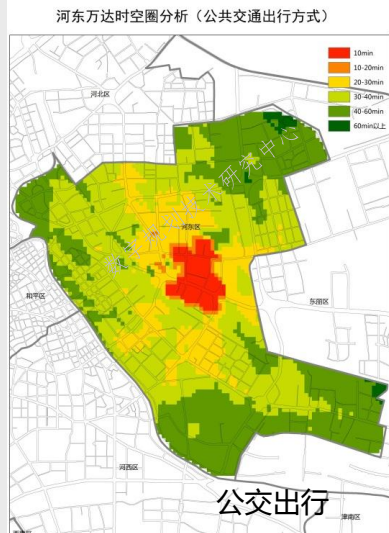 河东万达时空圈分析（公共交通出行方式）
10min
10-20min
20-30min
30-40min
40-60min
60min以上
河北区
河东区
和平区
东丽区
河西区
公交出行
津南区